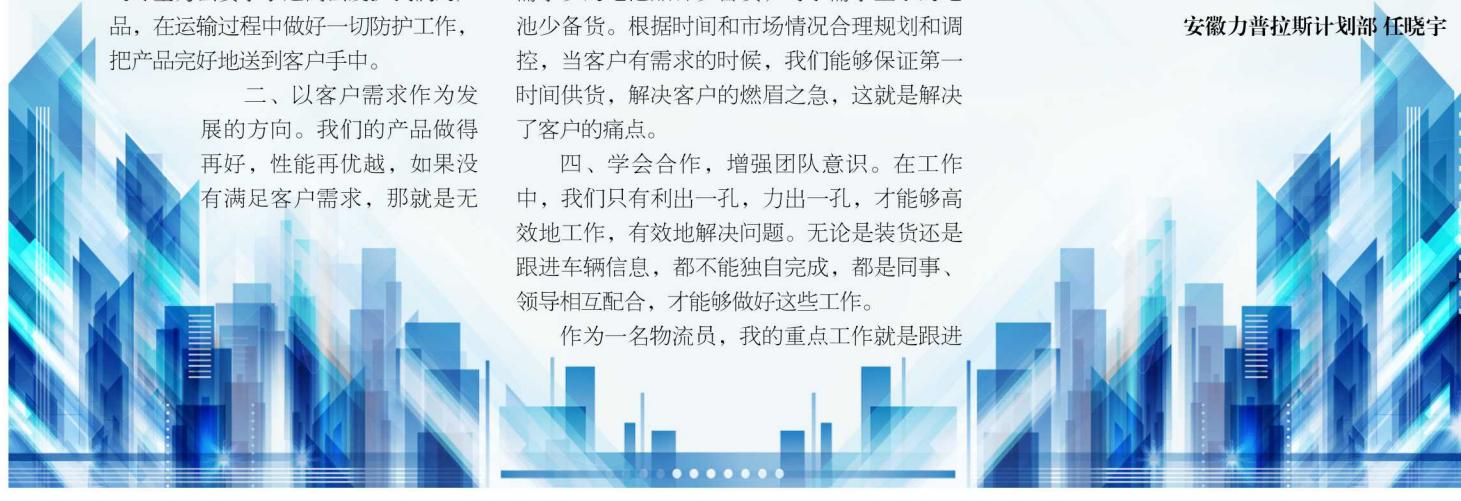 品，在运输过程中做好一切防护工作，
把产品完好地送到客户手中。
二、以客户需求作为发
展的方向。我们的产品做得
再好，性能再优越，如果没
有满足客户需求，那就是无
池少备货。根据时间和市场情况合理规划和调
控，当客户有需求的时候，我们能够保证第一
时间供货，解决客户的燃眉之急，这就是解决
了客户的痛点。
四、学会合作，增强团队意识。在工作
中，我们只有利出一孔，力出一孔，才能够高
效地工作，有效地解决问题。无论是装货还是
跟进车辆信息，都不能独自完成，都是同事、
领导相互配合，才能够做好这些工作。
作为一名物流员，我的重点工作就是跟进
安徽力普拉斯计划部 任晓宇